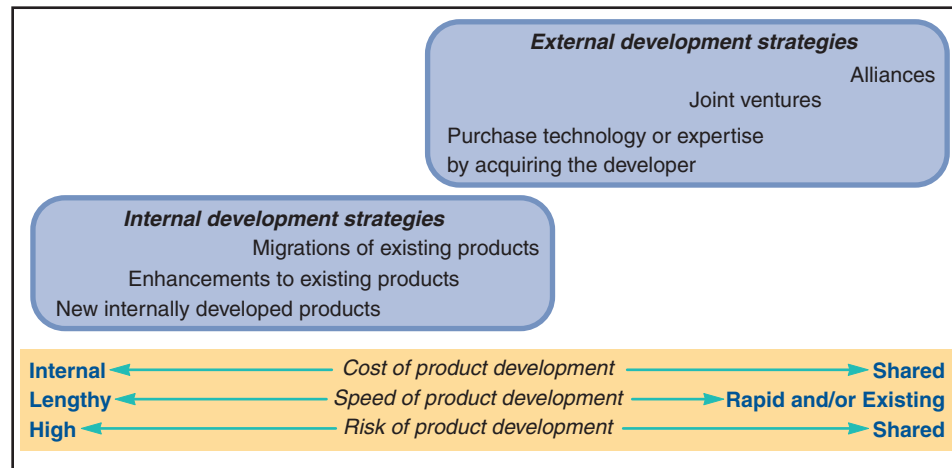 External development strategies
Alliances
Joint ventures
Purchase technology or expertise
by acquiring the developer
Internal development strategies
Migrations of existing products
Enhancements to existing products
New internally developed products
Internal Cost of product development Shared
Lengthy Speed of product development Rapid and/or Existing
High Risk of product development Shared